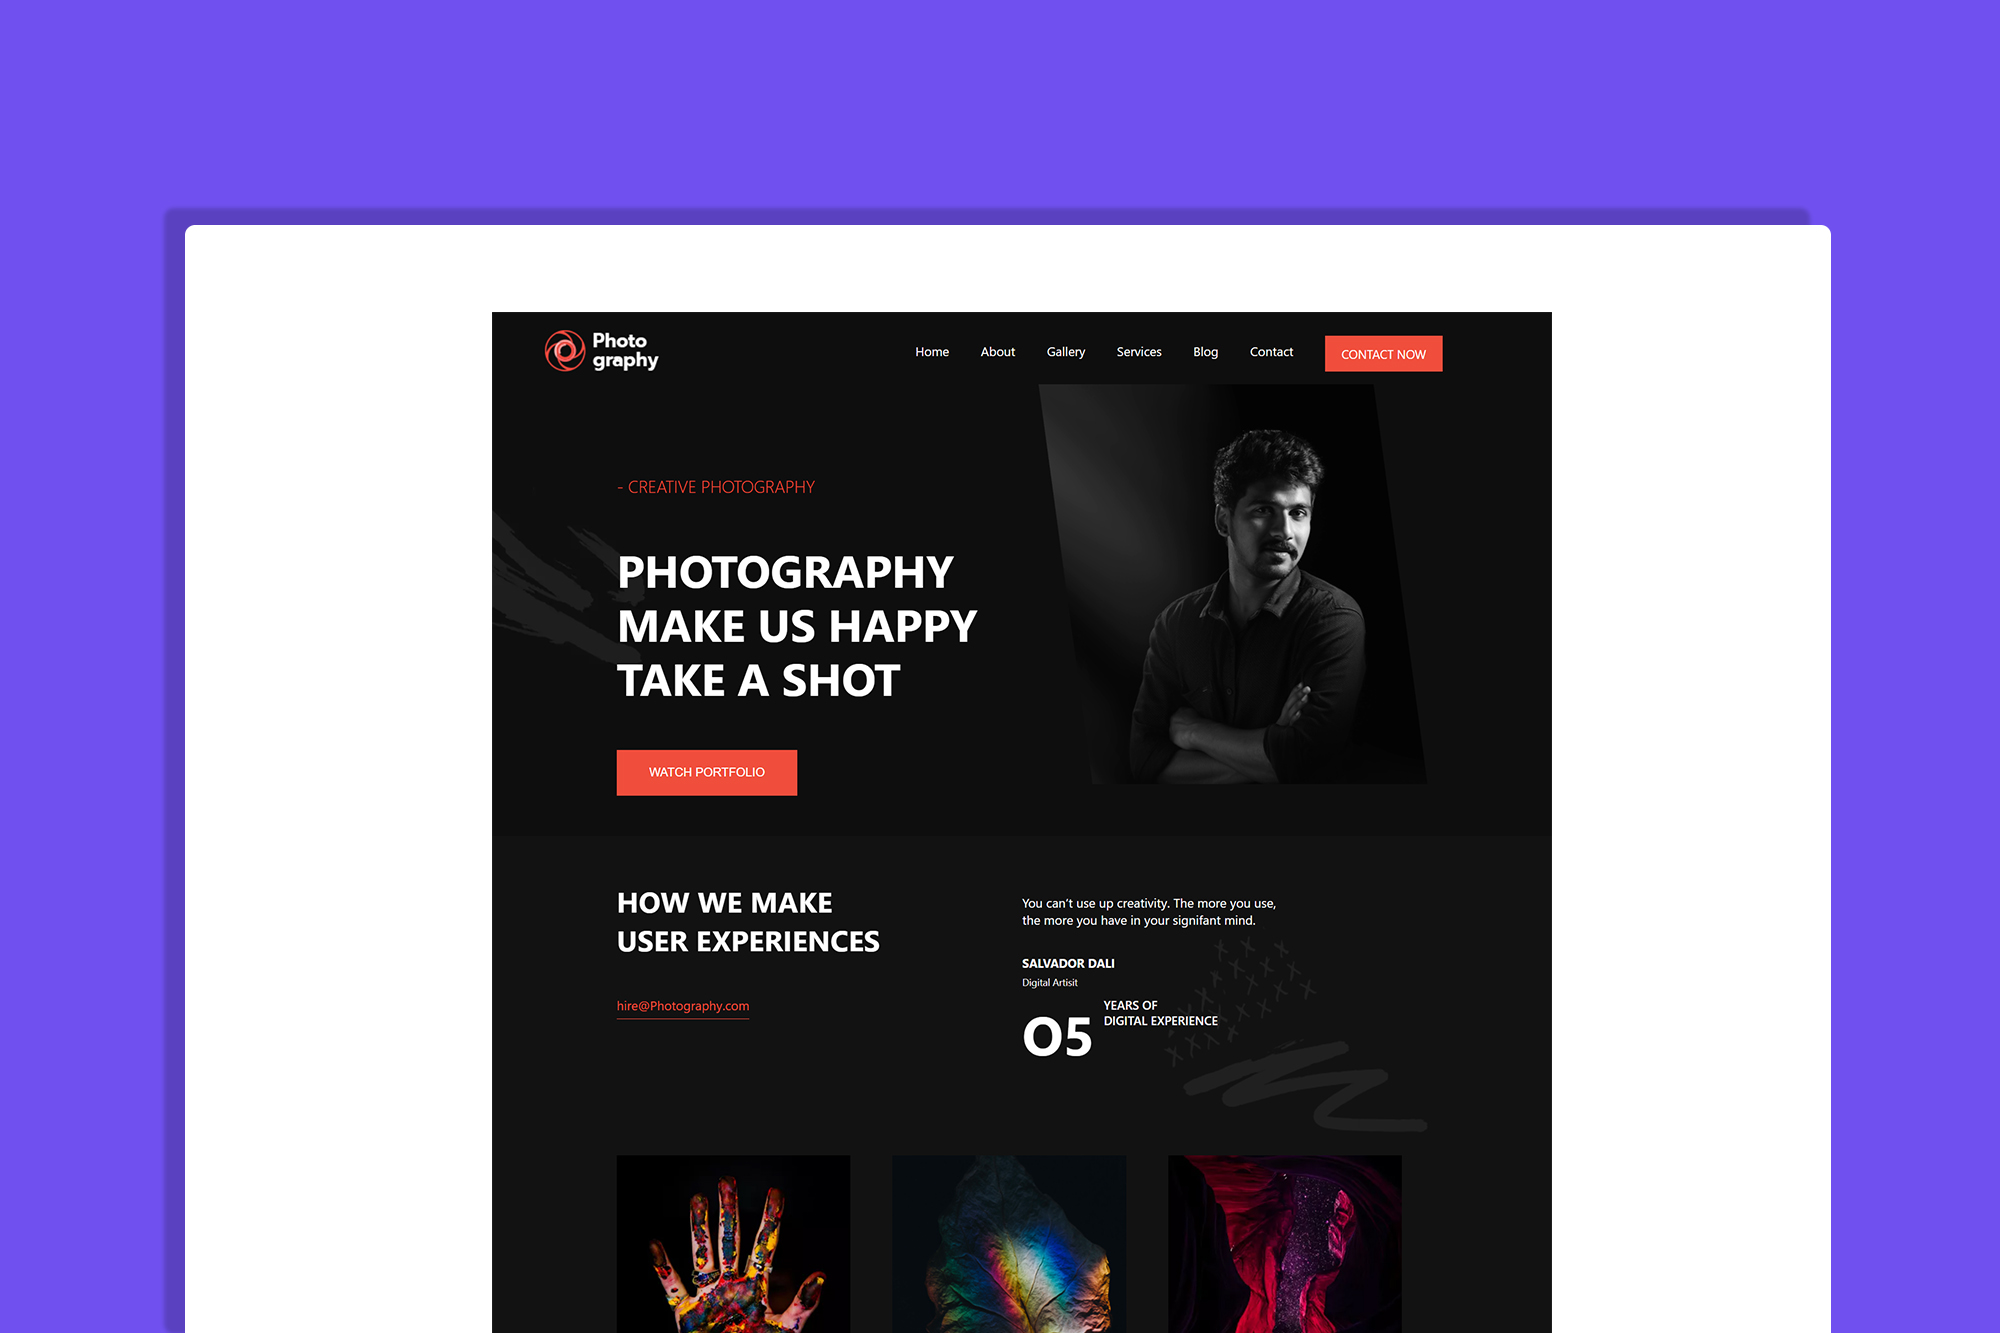 Photo
graphy
Home About Gallery Services Blog Contact CONTACT NOW
- CREATIVE PHOTOGRAPHY
PHOTOGRAPHY
MAKE US HAPPY
TAKE A SHOT
WATCH PORTFOLIO
HOW WE MAKE
USER EXPERIENCES
hire@Photography.com
You can’t use up creativity. The more you use,
the more you have in your signifant mind.
SALVADOR DALI
Digital Artisit
05
YEARS OF
DIGITAL EXPERIENCE